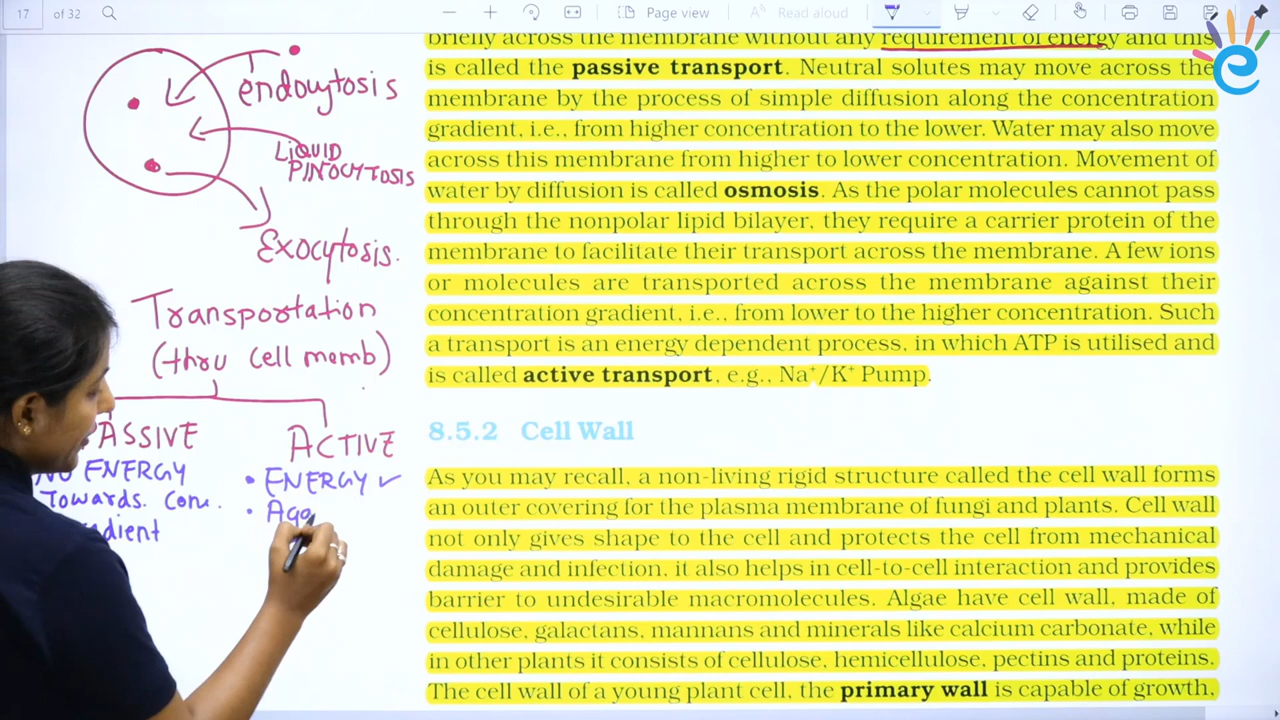 17 of 32
Page view
Read aloud
endocytosis
LiQUID
PINOCYTOSIS
Exocytosis.
Transportation
(thru cell memb)
ASSIVE
ACTIVE
ENERGY
• ENERGY ✓
Towards. Conc.
• Aga
dient
briefly across the membrane without any requirement of energy and this
is called the passive transport. Neutral solutes may move across the
membrane by the process of simple diffusion along the concentration
gradient, i.e., from higher concentration to the lower. Water may also move
across this membrane from higher to lower concentration. Movement of
water by diffusion is called osmosis. As the polar molecules cannot pass
through the nonpolar lipid bilayer, they require a carrier protein of the
membrane to facilitate their transport across the membrane. A few ions
or molecules are transported across the membrane against their
concentration gradient, i.e., from lower to the higher concentration. Such
a transport is an energy dependent process, in which ATP is utilised and
is called active transport, e.g., Na⁺/K⁺ Pump.
8.5.2 Cell Wall
As you may recall, a non-living rigid structure called the cell wall forms
an outer covering for the plasma membrane of fungi and plants. Cell wall
not only gives shape to the cell and protects the cell from mechanical
damage and infection, it also helps in cell-to-cell interaction and provides
barrier to undesirable macromolecules. Algae have cell wall, made of
cellulose, galactans, mannans and minerals like calcium carbonate, while
in other plants it consists of cellulose, hemicellulose, pectins and proteins.
The cell wall of a young plant cell, the primary wall is capable of growth,